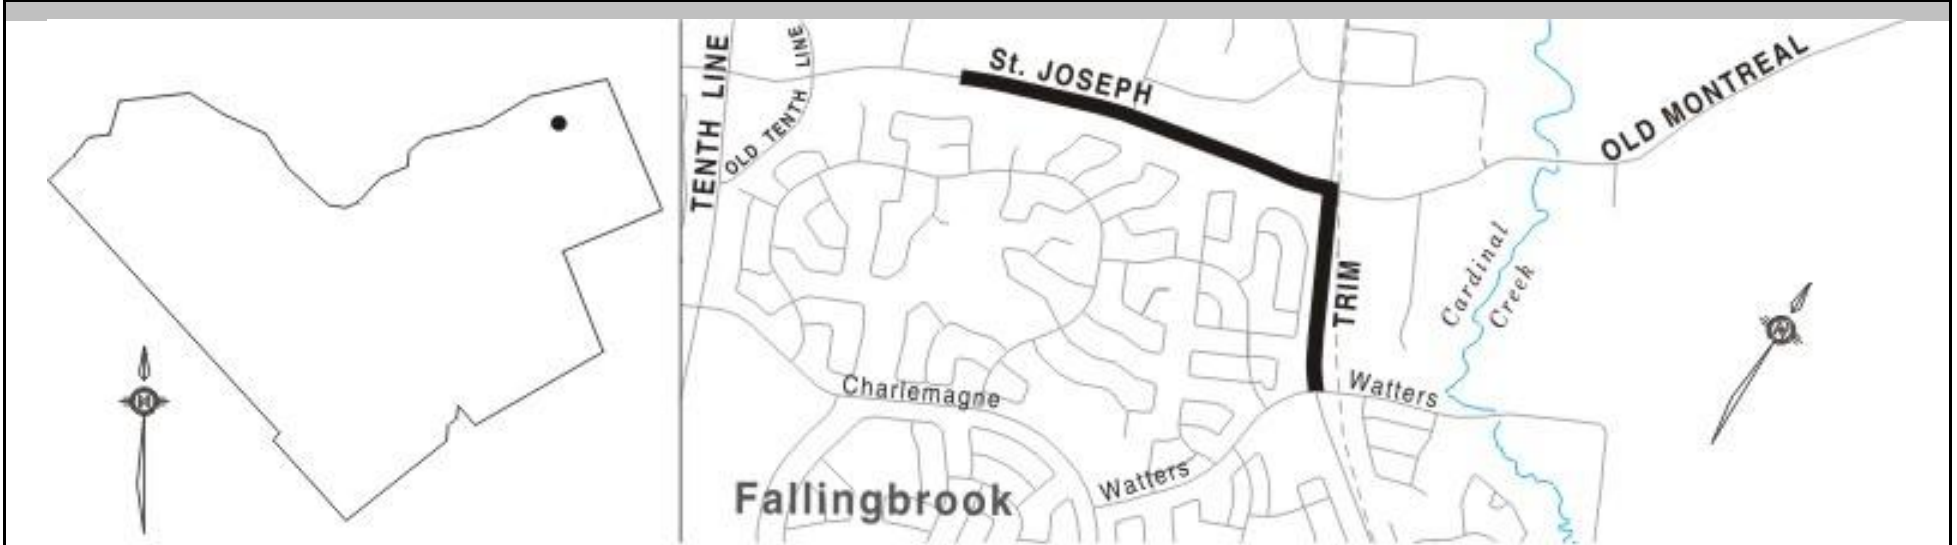 TENTH LINE
OLD TENTH LINE
St. JOSEPH
OLD MONTREAL
TRIM
Cardinal
Creek
Charlemagne
Watters
Watters
Fallingbrook